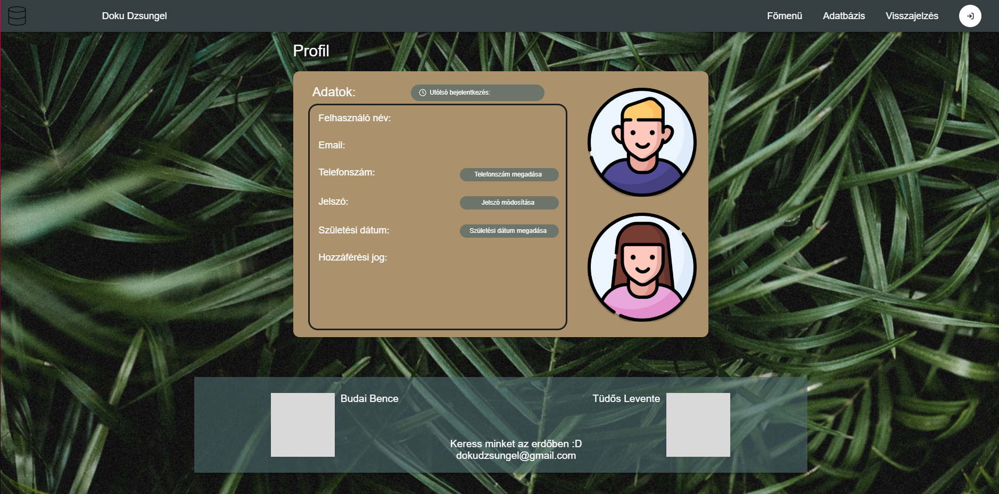 Doku Dzsungel
Főmenü
Adatbázis
Visszajelzés
Profil
Adatok:
Utólsó bejelentkezés:
Felhasználó név:
Email:
Telefonszám:
Telefonszám megadása
Jelszó:
Jelszó módosítása
Születési dátum:
Születési dátum megadása
Hozzáférési jog:
Budai Bence
Tüdős Levente
Keress minket az erdőben :D
dokudzsungel@gmail.com